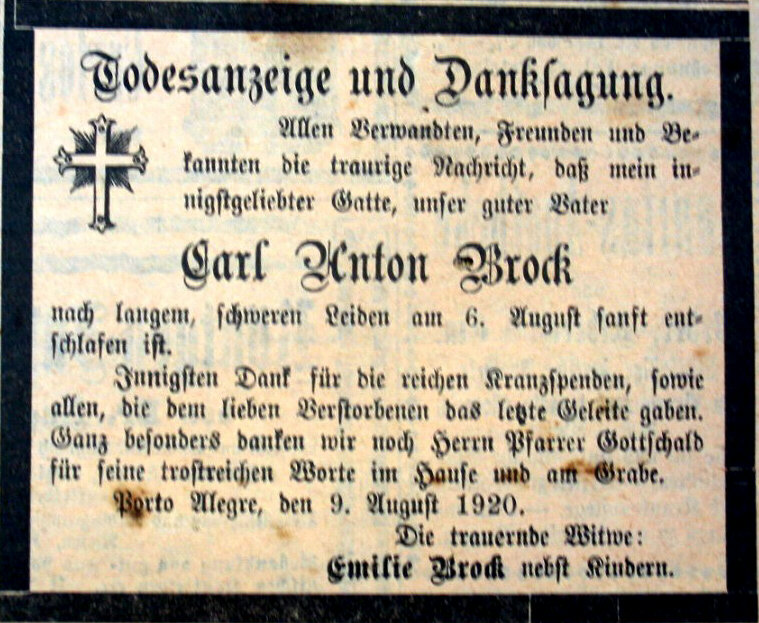 Todesanzeige und Danksagung.
Allen Verwandten, Freunden und Be-
kannten die traurige Nachricht, daß mein in-
nigstgeliebter Gatte, unser guter Vater
Carl Anton Brock
nach langem, schweren Leiden am 6. August sanft ent-
schlafen ist.
Innigsten Dank für die reichen Kranzspenden, sowie
allen, die dem lieben Verstorbenen das letzte Geleite gaben.
Ganz besonders danken wir noch Herrn Pfarrer Gottschald
für seine trostreichen Worte im Hause und am Grabe.
Porto Alegre, den 9. August 1920.
Die trauernde Witwe:
Emilie Brock nebst Kindern.